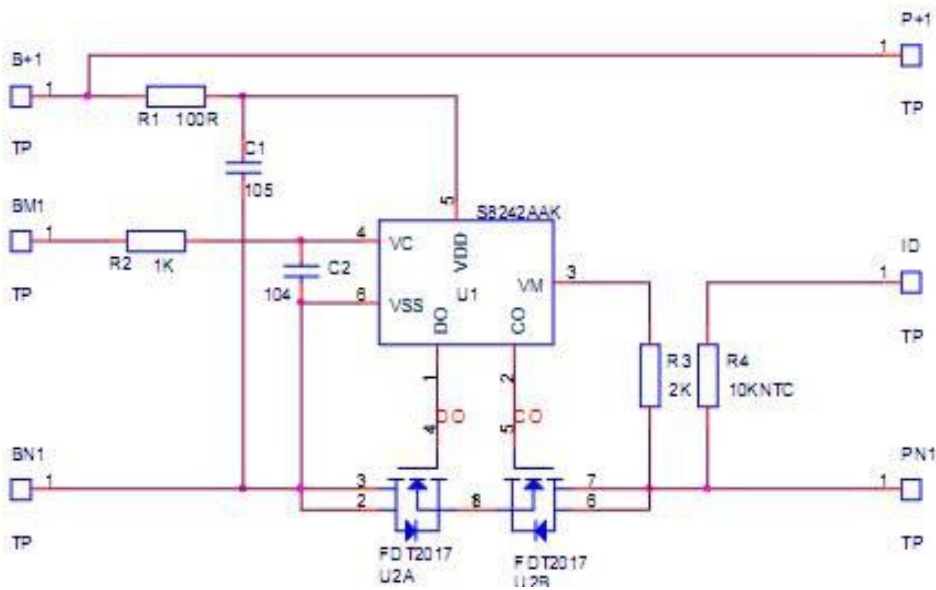 P+1
1
TP
B+1
1
TP
R1 100R
C1
105
5
S8242AAK
BM1
1
TP
R2 1K
C2
104
4
VC
VDD
6
VSS
U1
VM
3
DO
CO
ID
1
TP
R3
2K
R4
10KNTC
1
2
DO
CO
4
5
BN1
1
TP
3
2
8
7
6
PN1
1
TP
FDT2017
U2A
FDT2017
U2B